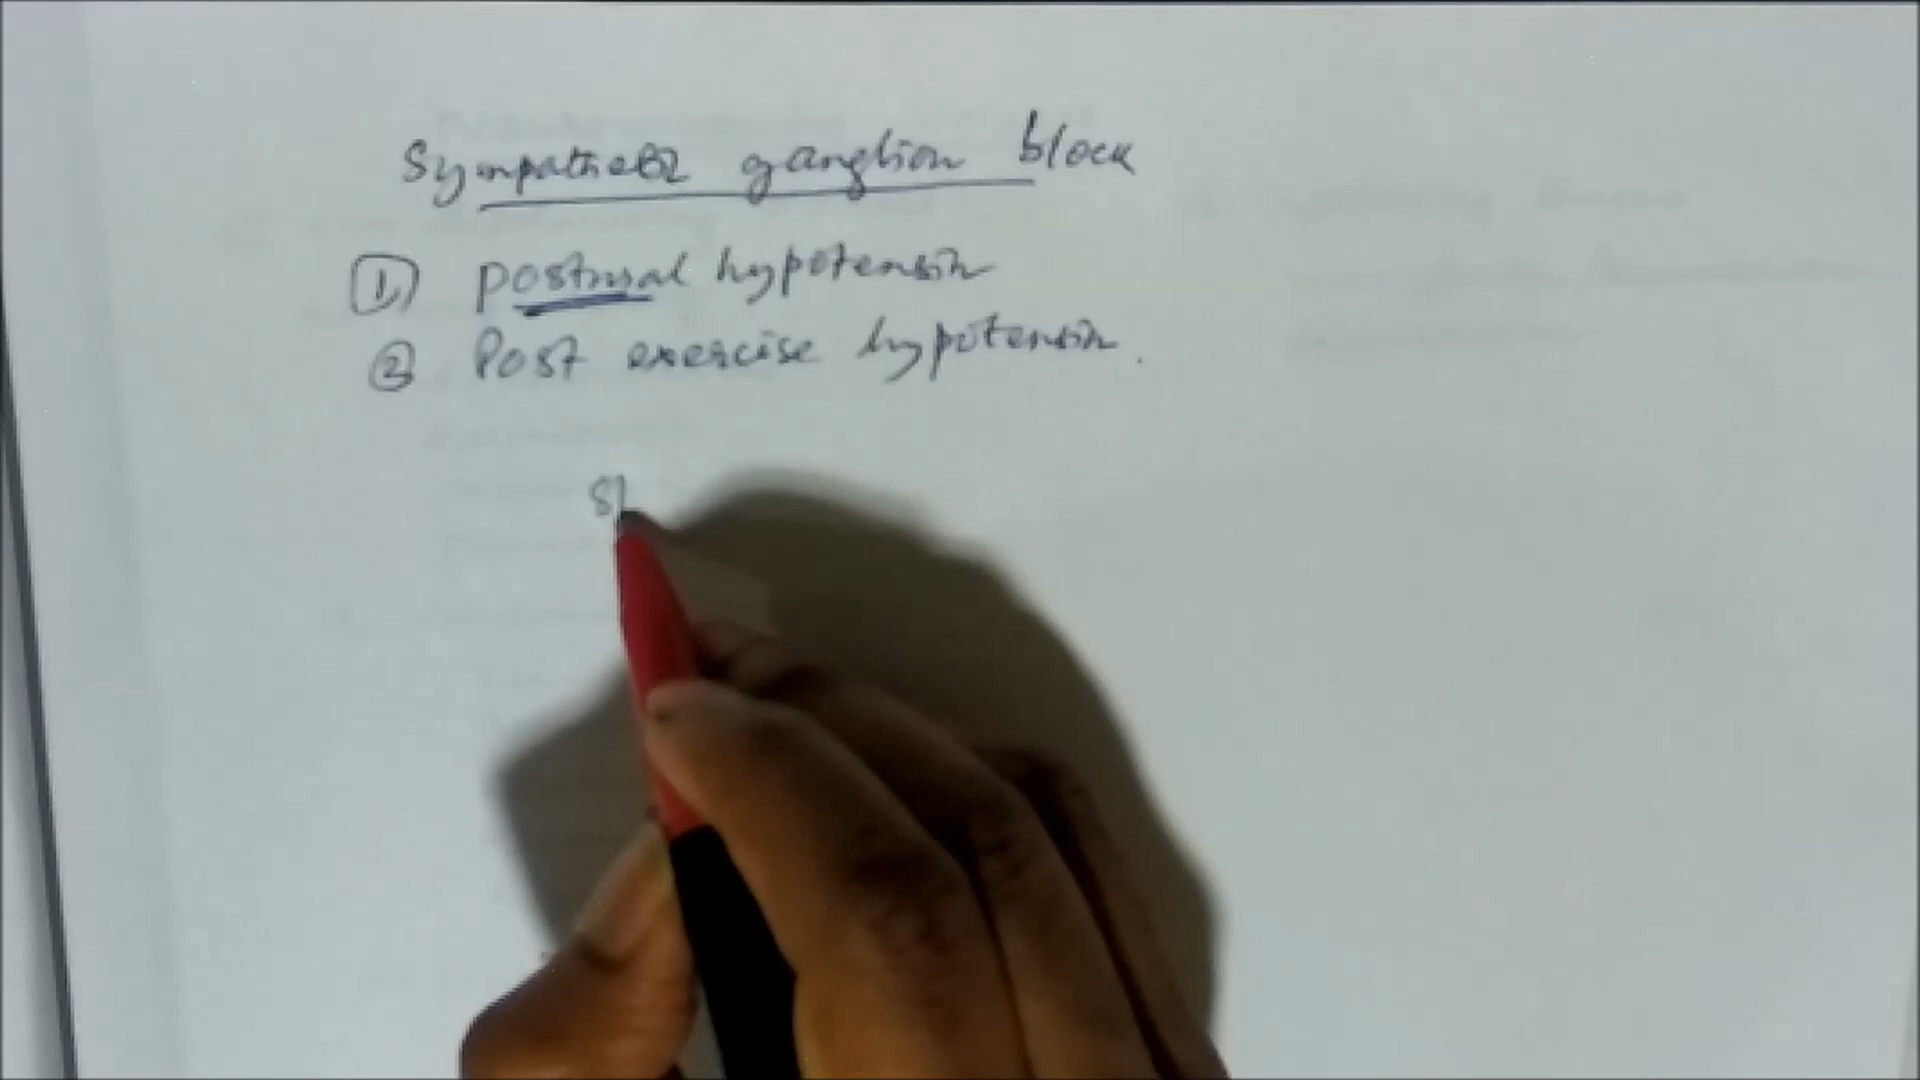 Sympathetic ganglion block
① postural hypotension
② Post exercise hypotension.